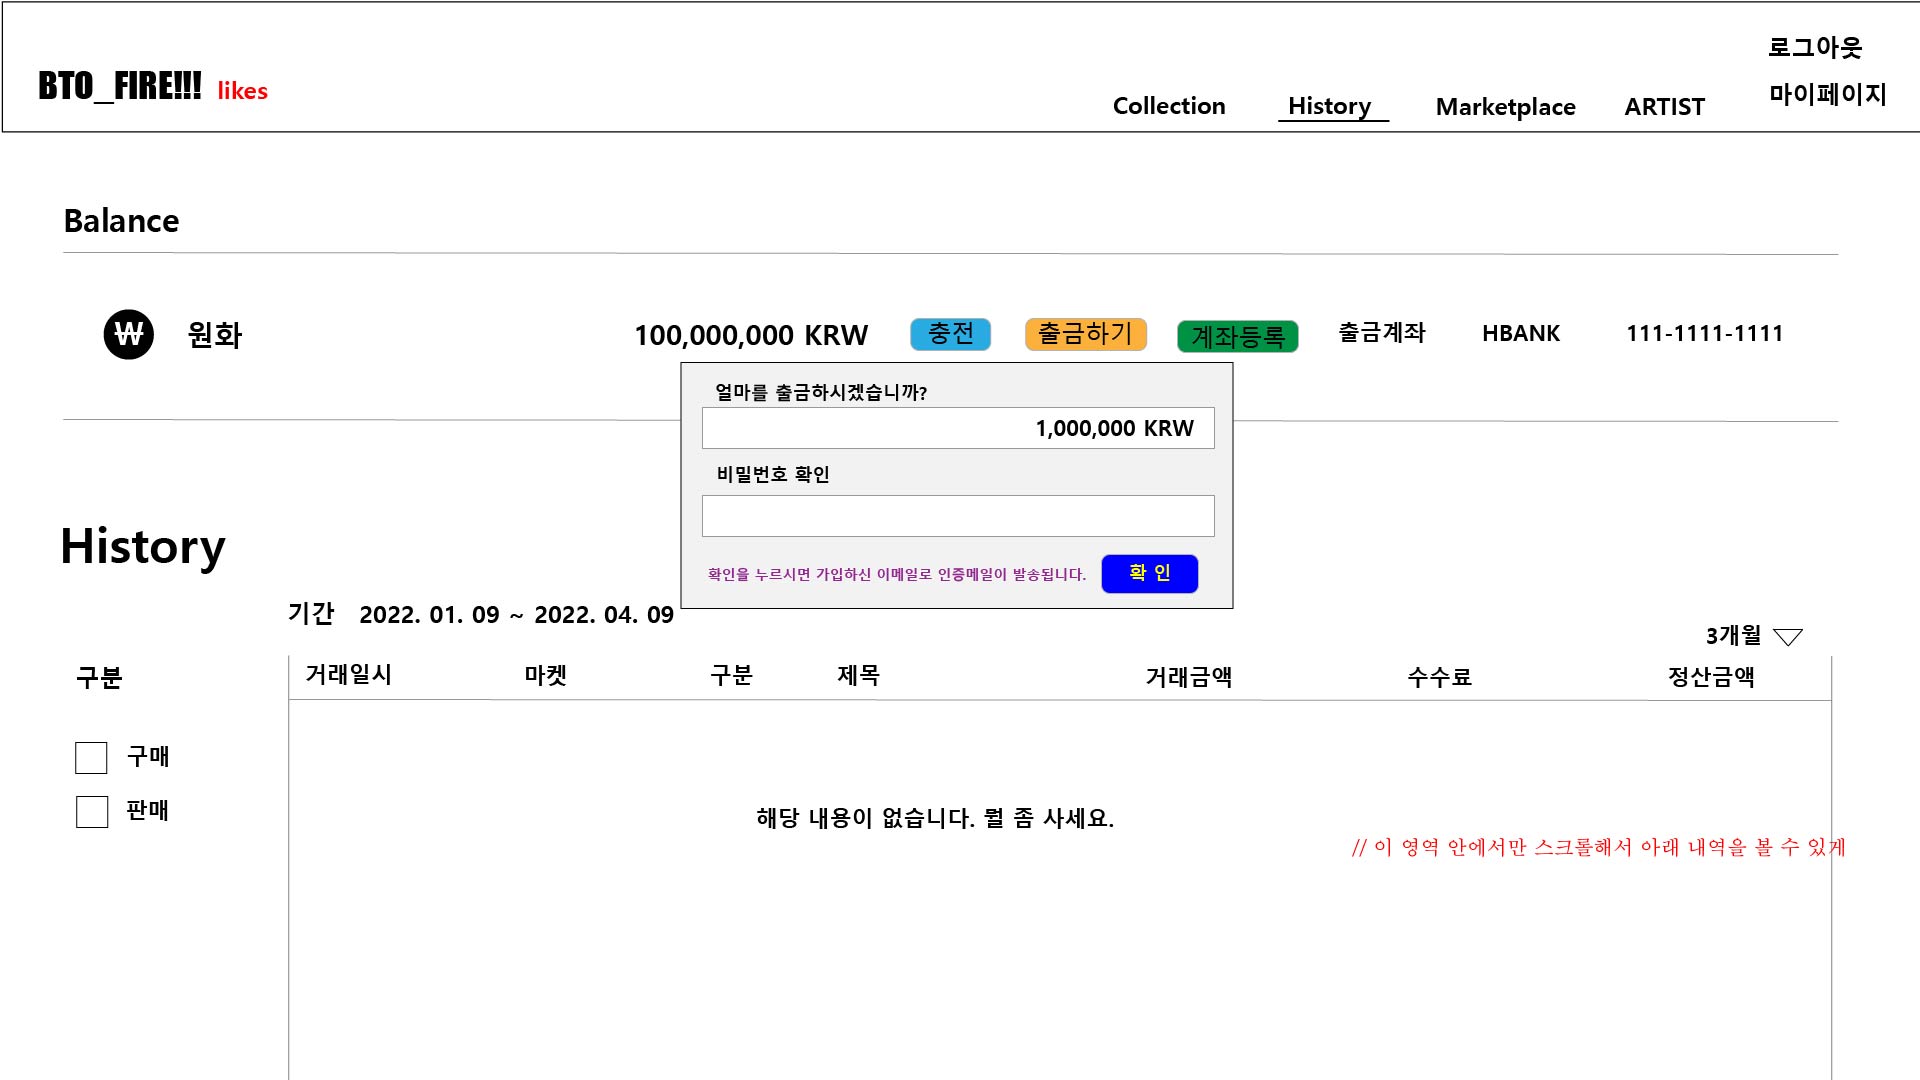 로그아웃
BTO_FIRE!!! likes
Collection History Marketplace ARTIST 마이페이지
Balance
₩ 원화 100,000,000 KRW 충전 출금하기 계좌등록 출금계좌 HBANK 111-1111-1111
얼마를 출금하시겠습니까?
1,000,000 KRW
비밀번호 확인
확인을 누르시면 가입하신 이메일로 인증메일이 발송됩니다. 확 인
History
기간 2022. 01. 09 ~ 2022. 04. 09
3개월
구분
거래일시 마켓 구분 제목 거래금액 수수료 정산금액
구매
판매
해당 내용이 없습니다. 뭘 좀 사세요.
// 이 영역 안에서만 스크롤해서 아래 내역을 볼 수 있게